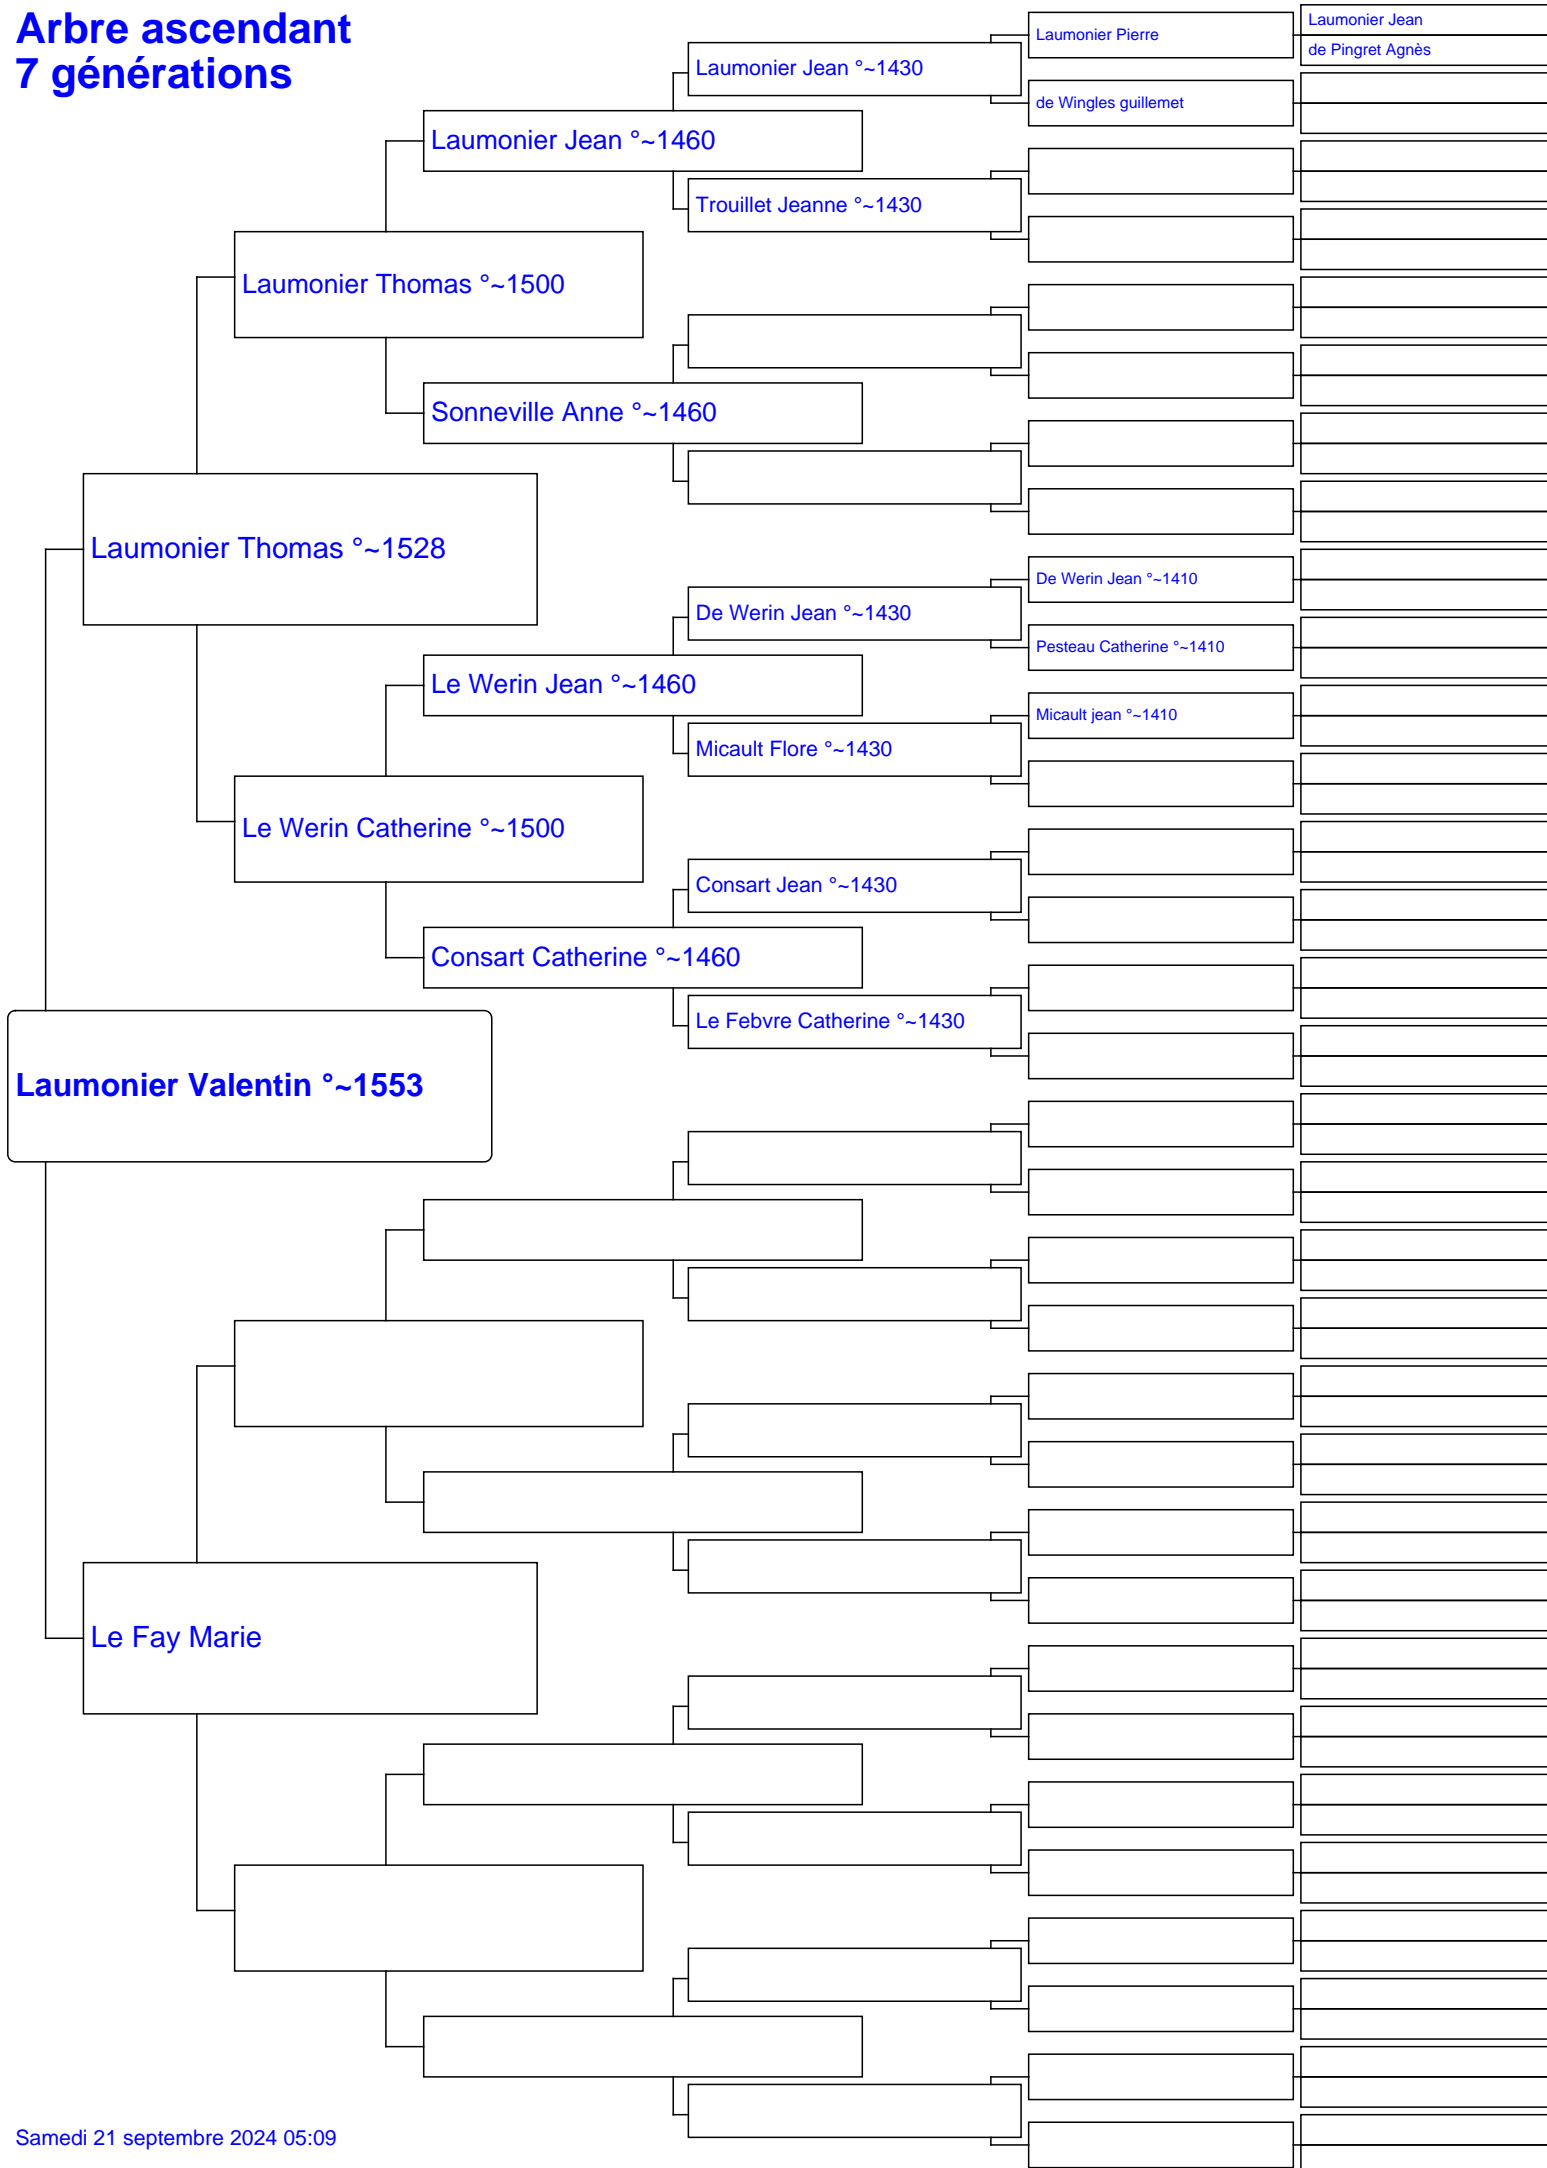 Arbre ascendant
7 générations
Laumonier Jean
de Pingret Agnès
Laumonier Pierre
Laumonier Jean °~1430
de Wingles guillemet
Laumonier Jean °~1460
Trouillet Jeanne °~1430
Laumonier Thomas °~1500
Sonneville Anne °~1460
Laumonier Thomas °~1528
De Werin Jean °~1410
De Werin Jean °~1430
Pesteau Catherine °~1410
Le Werin Jean °~1460
Micault jean °~1410
Micault Flore °~1430
Le Werin Catherine °~1500
Consart Jean °~1430
Consart Catherine °~1460
Le Febvre Catherine °~1430
Laumonier Valentin °~1553
Le Fay Marie
Samedi 21 septembre 2024 05:09